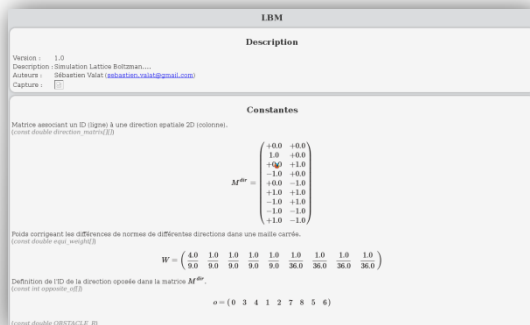 LBM
Description
Version : 1.0
Description : Simulation Lattice Boltzman....
Auteurs : Sébastien Valat (sebastien.valat@gmail.com)
Capture :
Constantes
Matrice associant un ID (ligne) à une direction espatiale 2D (colonne).
(const double direction_matrix[][])
M^dir =
+0.0 +0.0
1.0 +0.0
+0.0 +1.0
−1.0 +0.0
+0.0 −1.0
+1.0 +1.0
−1.0 +1.0
−1.0 −1.0
+1.0 −1.0
Poids corrigeant les différences de normes de différentes directions dans une maille carrée.
(const double equi_weight[])
W = ( 4.0/9.0 1.0/9.0 1.0/9.0 1.0/9.0 1.0/9.0 1.0/36.0 1.0/36.0 1.0/36.0 1.0/36.0 )
Definition de l'ID de la direction oposée dans la matrice M^dir.
(const int opposite_of[])
o = ( 0 3 4 1 2 7 8 5 6 )
(const double OBSTACLE_R)